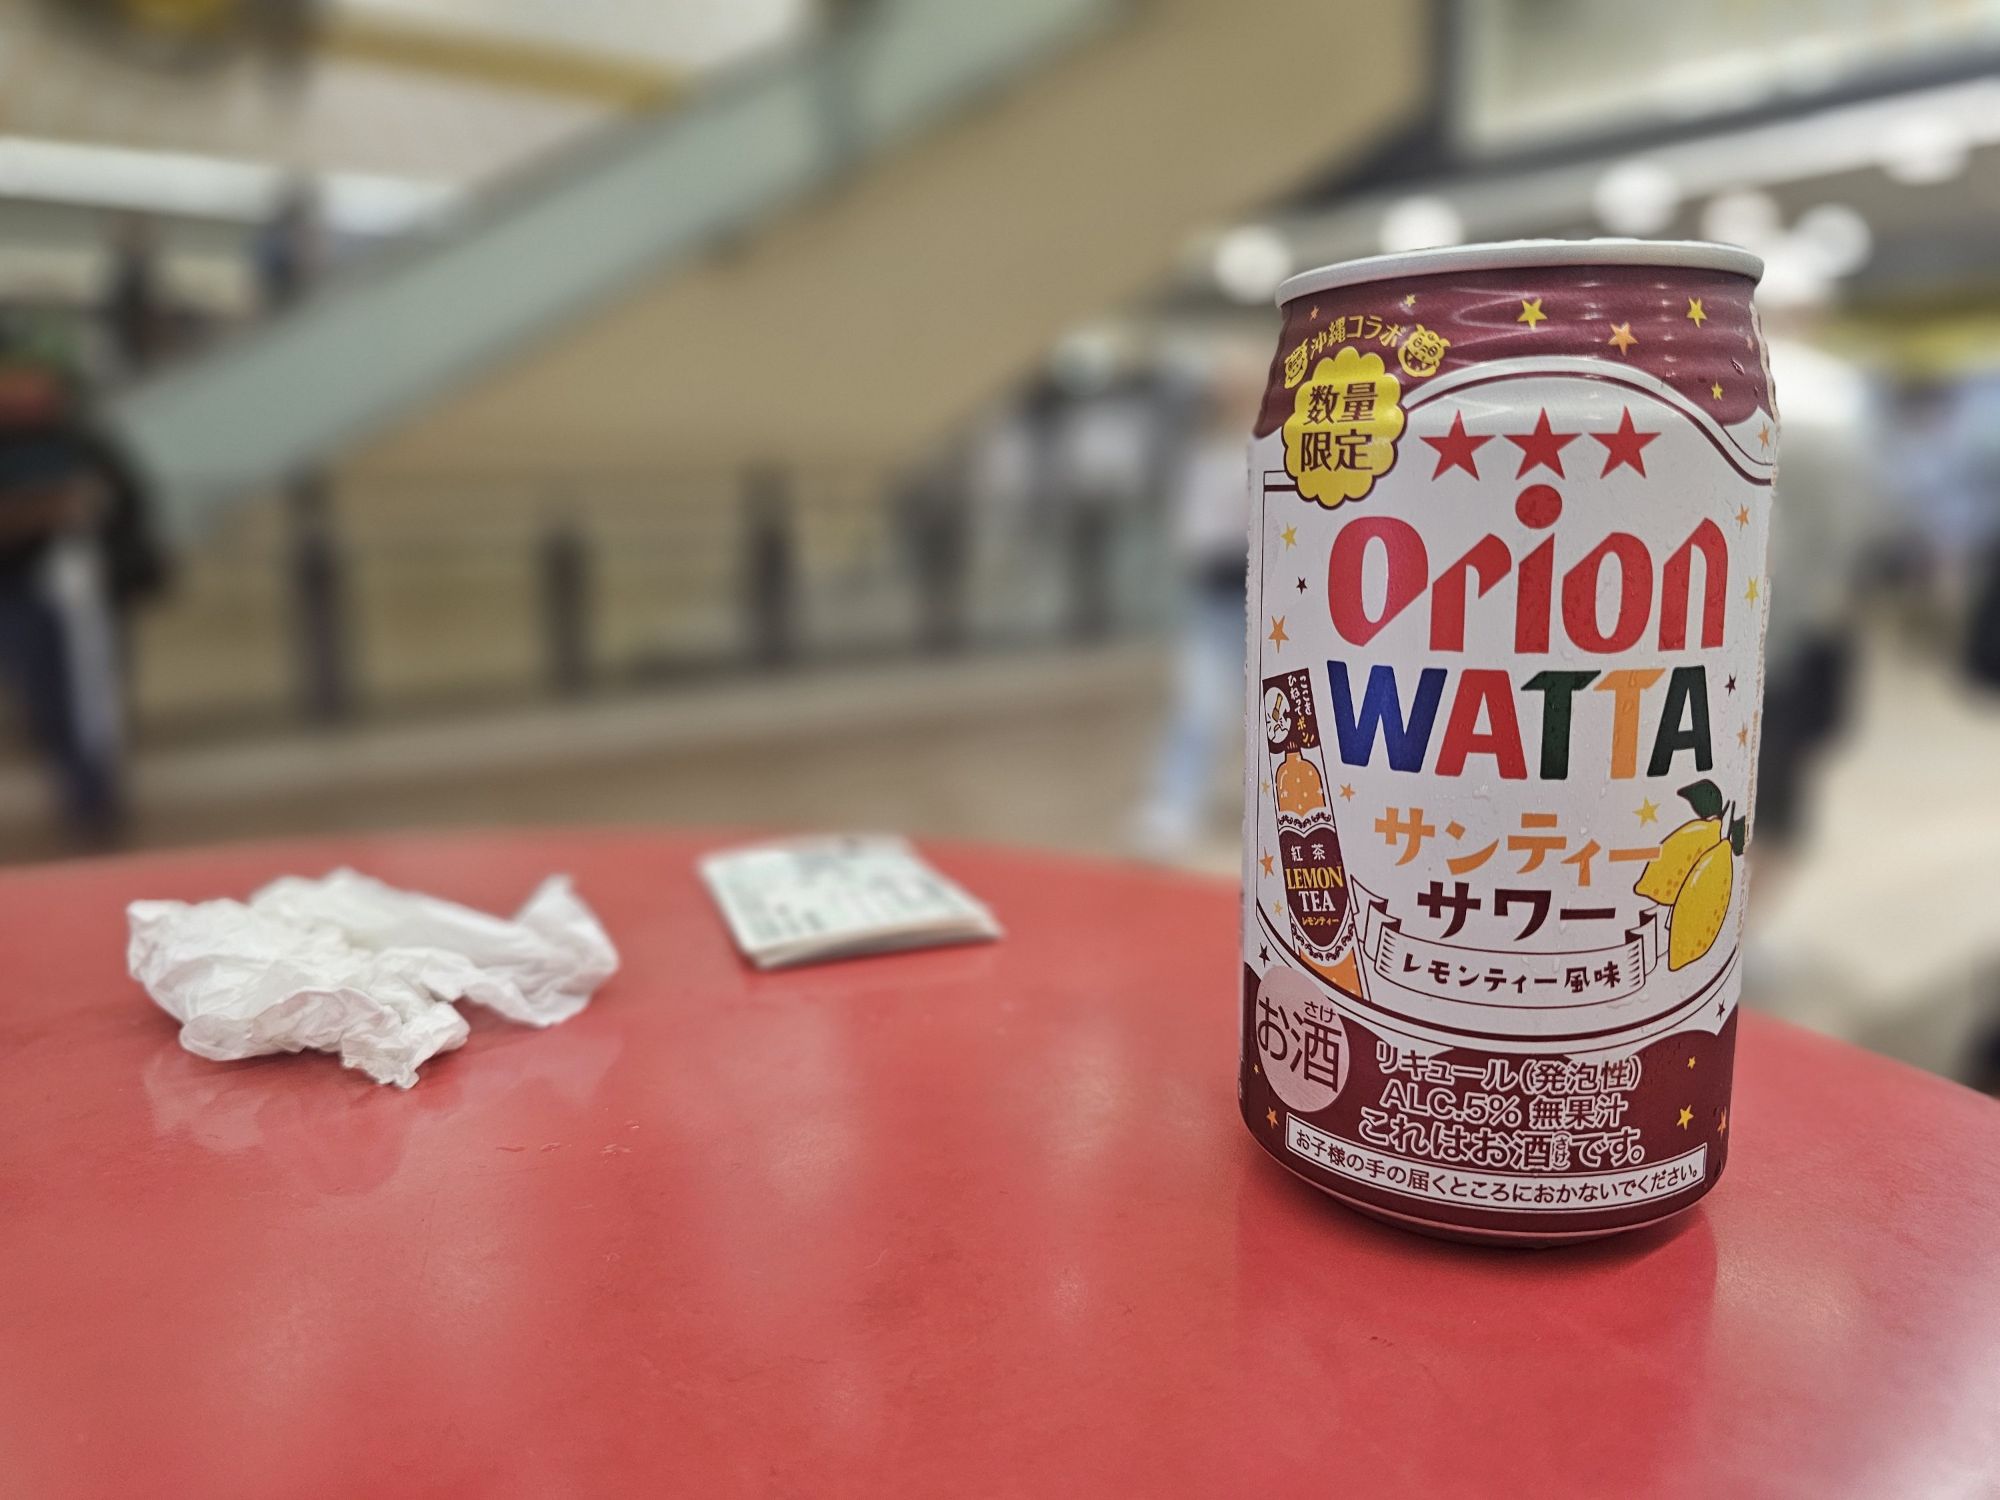 沖縄コラボ
数量
限定
orion
WATTA
サンティー
サワー
レモンティー風味
ここを
ひねって
ポン!
紅茶
LEMON
TEA
レモンティー
お酒
さけ
リキュール(発泡性)
ALC.5% 無果汁
これはお酒です。
さけ
お子様の手の届くところにおかないでください。